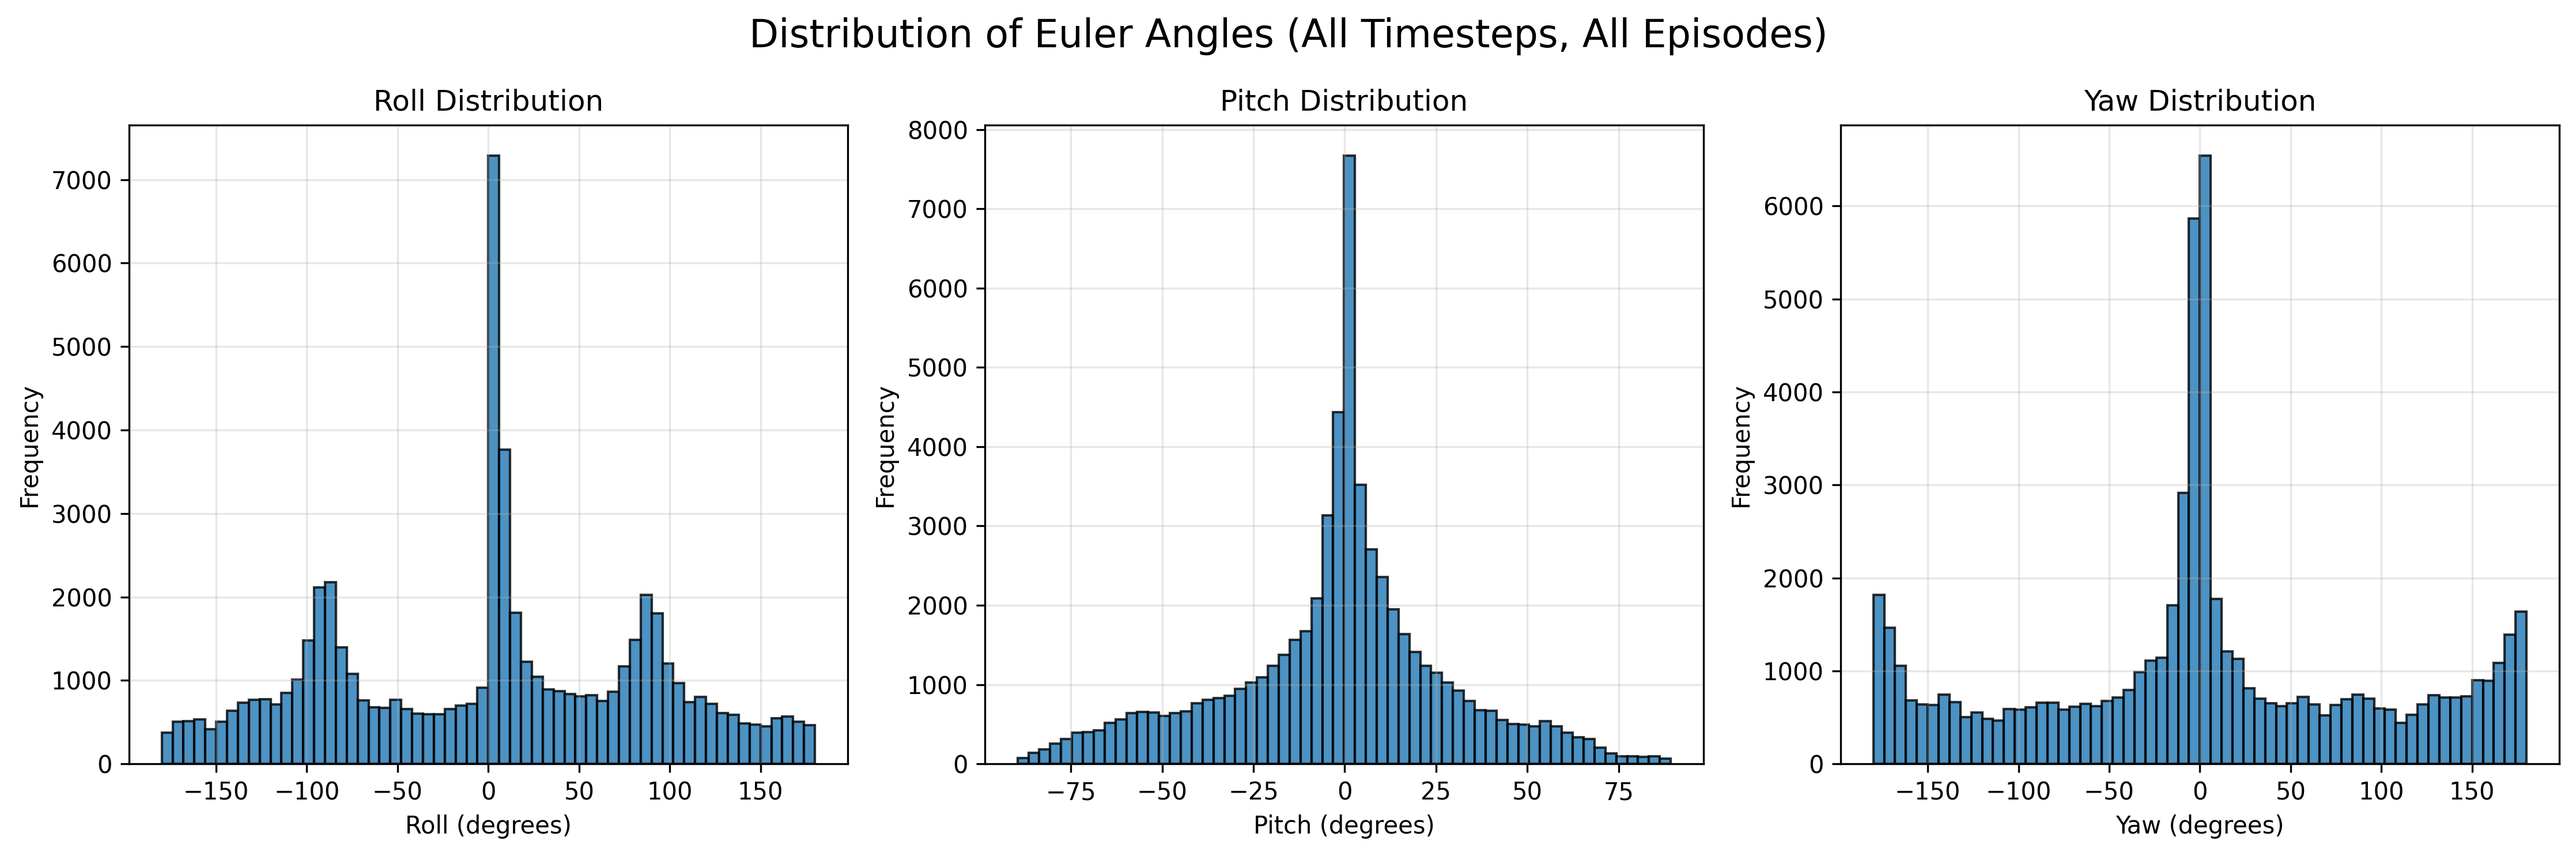 Distribution of Euler Angles (All Timesteps, All Episodes)
Roll Distribution
Frequency
7000
6000
5000
4000
3000
2000
1000
0
−150 −100 −50 0 50 100 150
Roll (degrees)
Pitch Distribution
Frequency
8000
7000
6000
5000
4000
3000
2000
1000
0
−75 −50 −25 0 25 50 75
Pitch (degrees)
Yaw Distribution
Frequency
6000
5000
4000
3000
2000
1000
0
−150 −100 −50 0 50 100 150
Yaw (degrees)